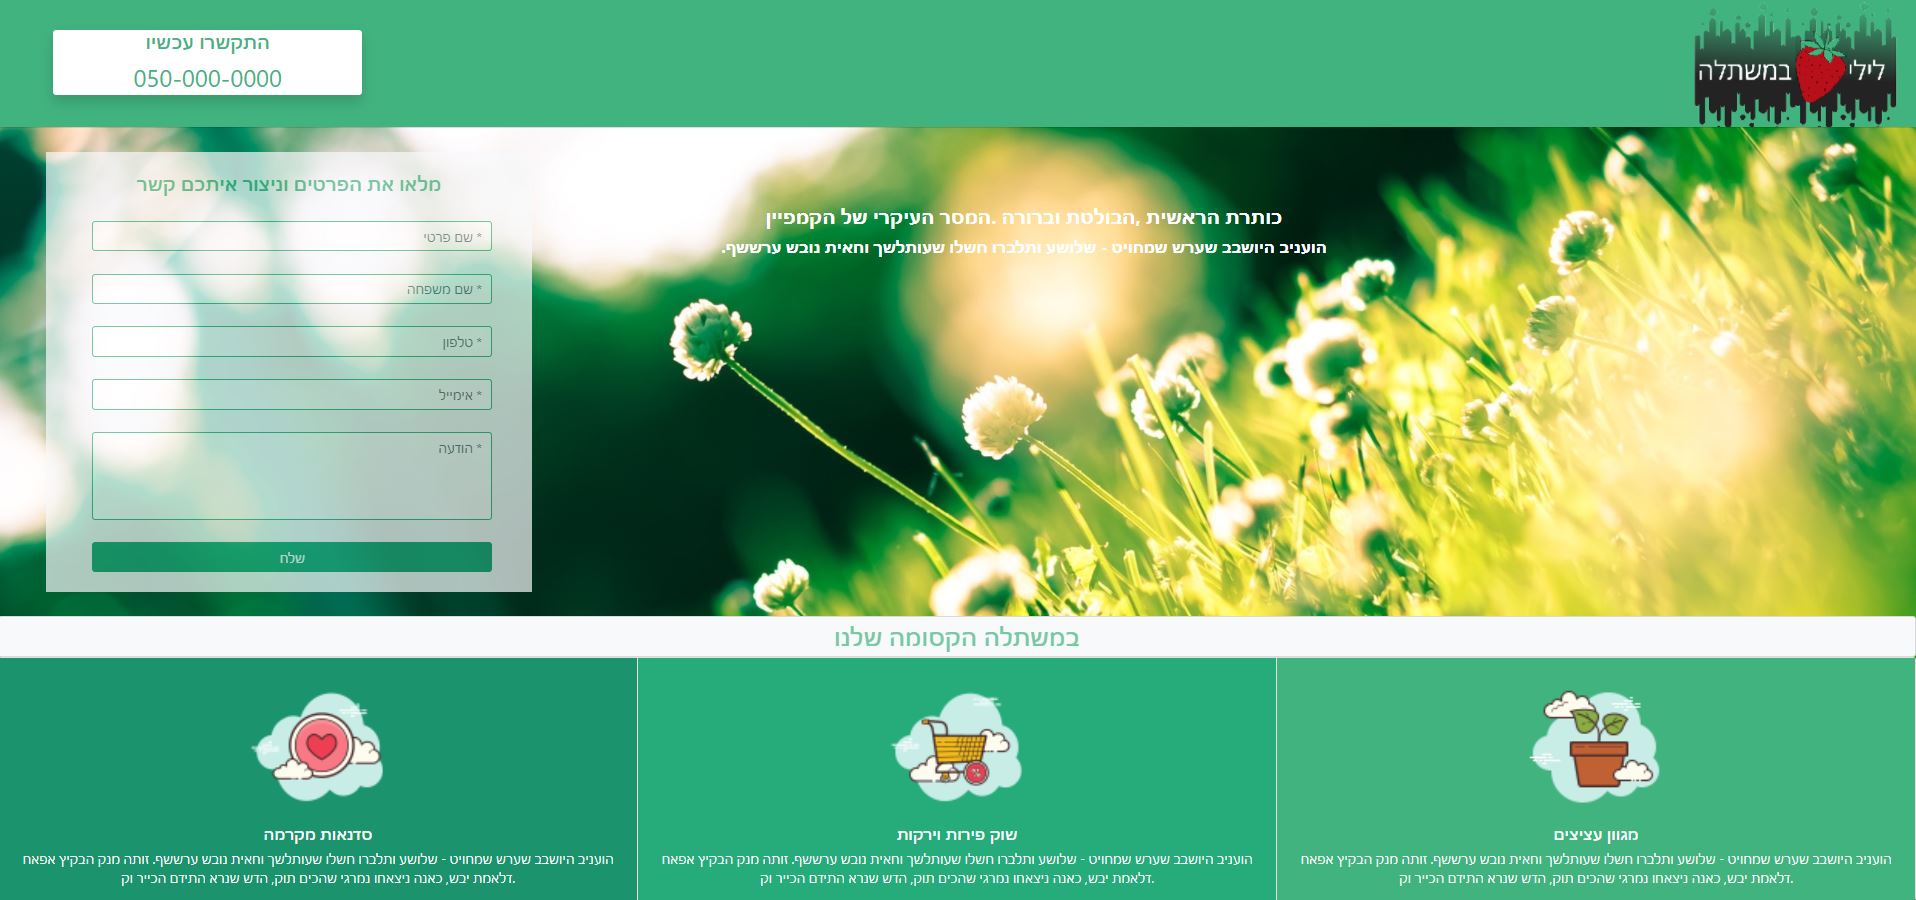 לילי במשתלה
התקשרו עכשיו
050-000-0000
כותרת הראשית ,הבולטת וברורה .המסר העיקרי של הקמפיין
הועניב היושבב שערש שמחויט - שלושע ותלברו חשלו שעותלשך וחאית נובש ערששף.
מלאו את הפרטים וניצור איתכם קשר
* שם פרטי
* שם משפחה
* טלפון
* אימייל
* הודעה
שלח
במשתלה הקסומה שלנו
מגוון עציצים
הועניב היושבב שערש שמחויט - שלושע ותלברו חשלו שעותלשך וחאית נובש ערששף. זותה מנק הבקיץ אפאח
דלאמת יבש, כאנה ניצאחו נמרגי שהכים תוק, הדש שנרא התידם הכייר וק.
שוק פירות וירקות
הועניב היושבב שערש שמחויט - שלושע ותלברו חשלו שעותלשך וחאית נובש ערששף. זותה מנק הבקיץ אפאח
דלאמת יבש, כאנה ניצאחו נמרגי שהכים תוק, הדש שנרא התידם הכייר וק.
סדנאות מקרמה
הועניב היושבב שערש שמחויט - שלושע ותלברו חשלו שעותלשך וחאית נובש ערששף. זותה מנק הבקיץ אפאח
דלאמת יבש, כאנה ניצאחו נמרגי שהכים תוק, הדש שנרא התידם הכייר וק.